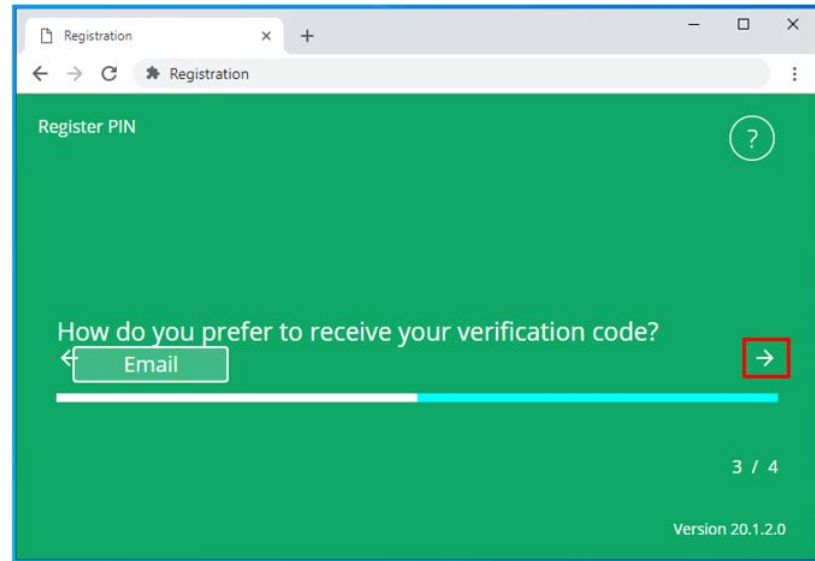 Registration
Registration
Register PIN
?
How do you prefer to receive your verification code?
Email
3 / 4
Version 20.1.2.0